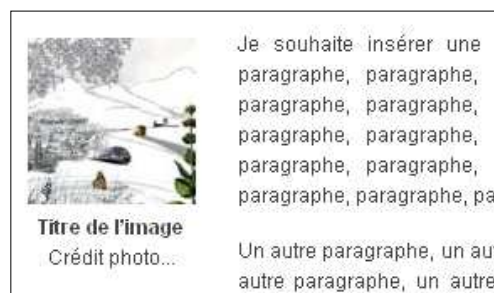 Je souhaite insérer une
paragraphe, paragraphe,
paragraphe, paragraphe,
paragraphe, paragraphe,
paragraphe, paragraphe,
paragraphe, paragraphe, pa
Titre de l'image
Crédit photo...
Un autre paragraphe, un aut
autre paragraphe, un autre